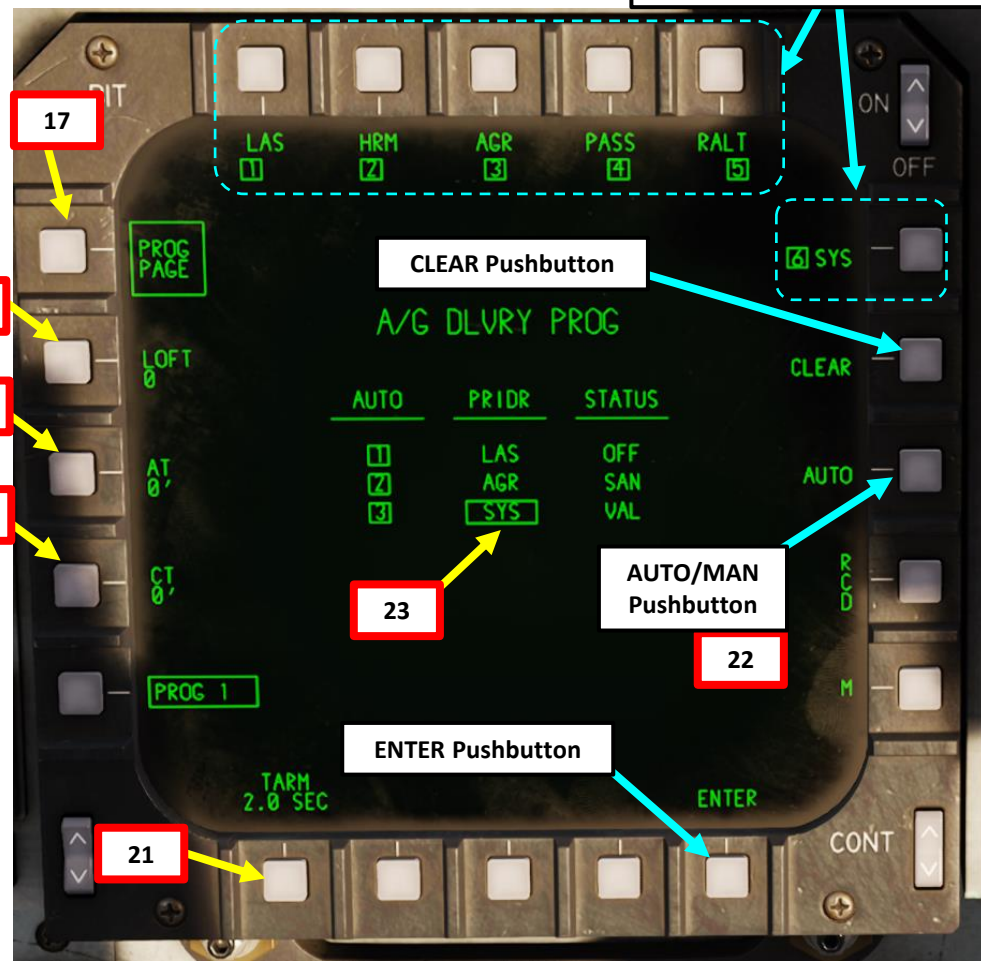 PIT
ON
OFF
17
LAS HRM AGR PASS RALT
1 2 3 4 5
PROG
PAGE
6 SYS
CLEAR Pushbutton
A/G DLVRY PROG
LOFT
0
CLEAR
AUTO PRIDR STATUS
1 LAS OFF
2 AGR SAN
3 SYS VAL
AT
0'
AUTO
CT
0'
AUTO/MAN
Pushbutton
R
C
D
23
22
PROG 1
M
ENTER Pushbutton
TARM
2.0 SEC
ENTER
21
CONT